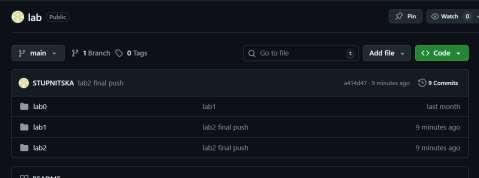 lab Public Pin Watch 0
main 1 Branch 0 Tags Go to file t Add file Code
STUPNITSKA lab2 final push a414d47 · 9 minutes ago 9 Commits
lab0 lab1 last month
lab1 lab2 final push 9 minutes ago
lab2 lab2 final push 9 minutes ago
README